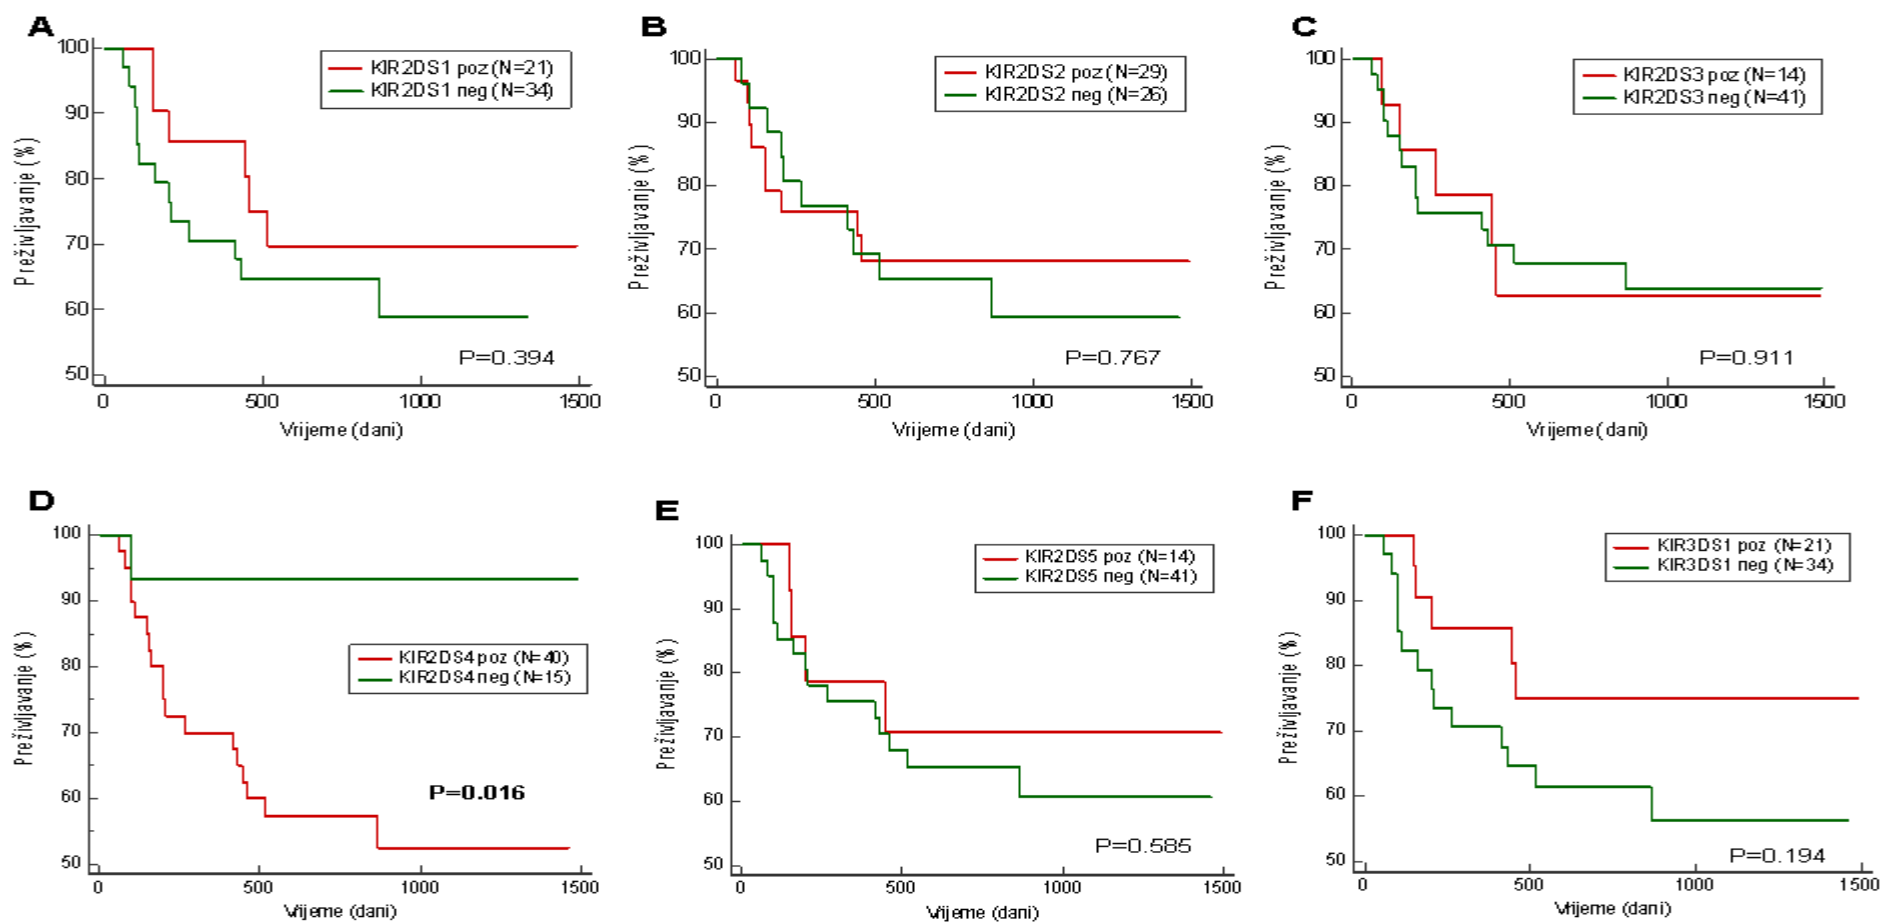 A
100
90
80
70
60
50
0 500 1000 1500
Preživljavanje (%)
Vrijeme (dani)
KIR2DS1 poz (N=21)
KIR2DS1 neg (N=34)
P=0.394
B
100
90
80
70
60
50
0 500 1000 1500
Preživljavanje (%)
Vrijeme (dani)
KIR2DS2 poz (N=29)
KIR2DS2 neg (N=26)
P=0.767
C
100
90
80
70
60
50
0 500 1000 1500
Preživljavanje (%)
Vrijeme (dani)
KIR2DS3 poz (N=14)
KIR2DS3 neg (N=41)
P=0.911
D
100
90
80
70
60
50
0 500 1000 1500
Preživljavanje (%)
Vrijeme (dani)
KIR2DS4 poz (N=40)
KIR2DS4 neg (N=15)
P=0.016
E
100
90
80
70
60
50
0 500 1000 1500
Preživljavanje (%)
Vrijeme (dani)
KIR2DS5 poz (N=14)
KIR2DS5 neg (N=41)
P=0.585
F
100
90
80
70
60
50
0 500 1000 1500
Preživljavanje (%)
Vrijeme (dani)
KIR3DS1 poz (N=21)
KIR3DS1 neg (N=34)
P=0.194